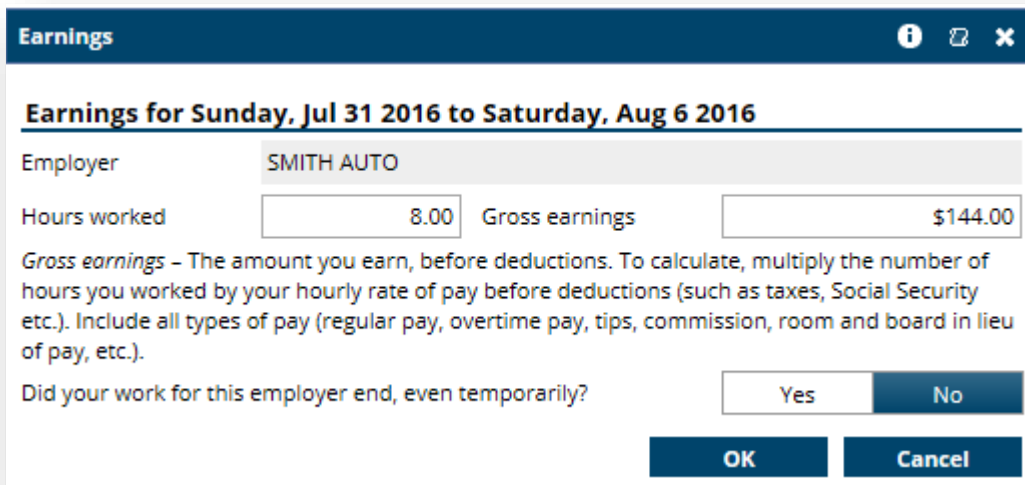 Earnings
Earnings for Sunday, Jul 31 2016 to Saturday, Aug 6 2016
Employer SMITH AUTO
Hours worked 8.00 Gross earnings $144.00
Gross earnings – The amount you earn, before deductions. To calculate, multiply the number of
hours you worked by your hourly rate of pay before deductions (such as taxes, Social Security
etc.). Include all types of pay (regular pay, overtime pay, tips, commission, room and board in lieu
of pay, etc.).
Did your work for this employer end, even temporarily? Yes No
OK Cancel